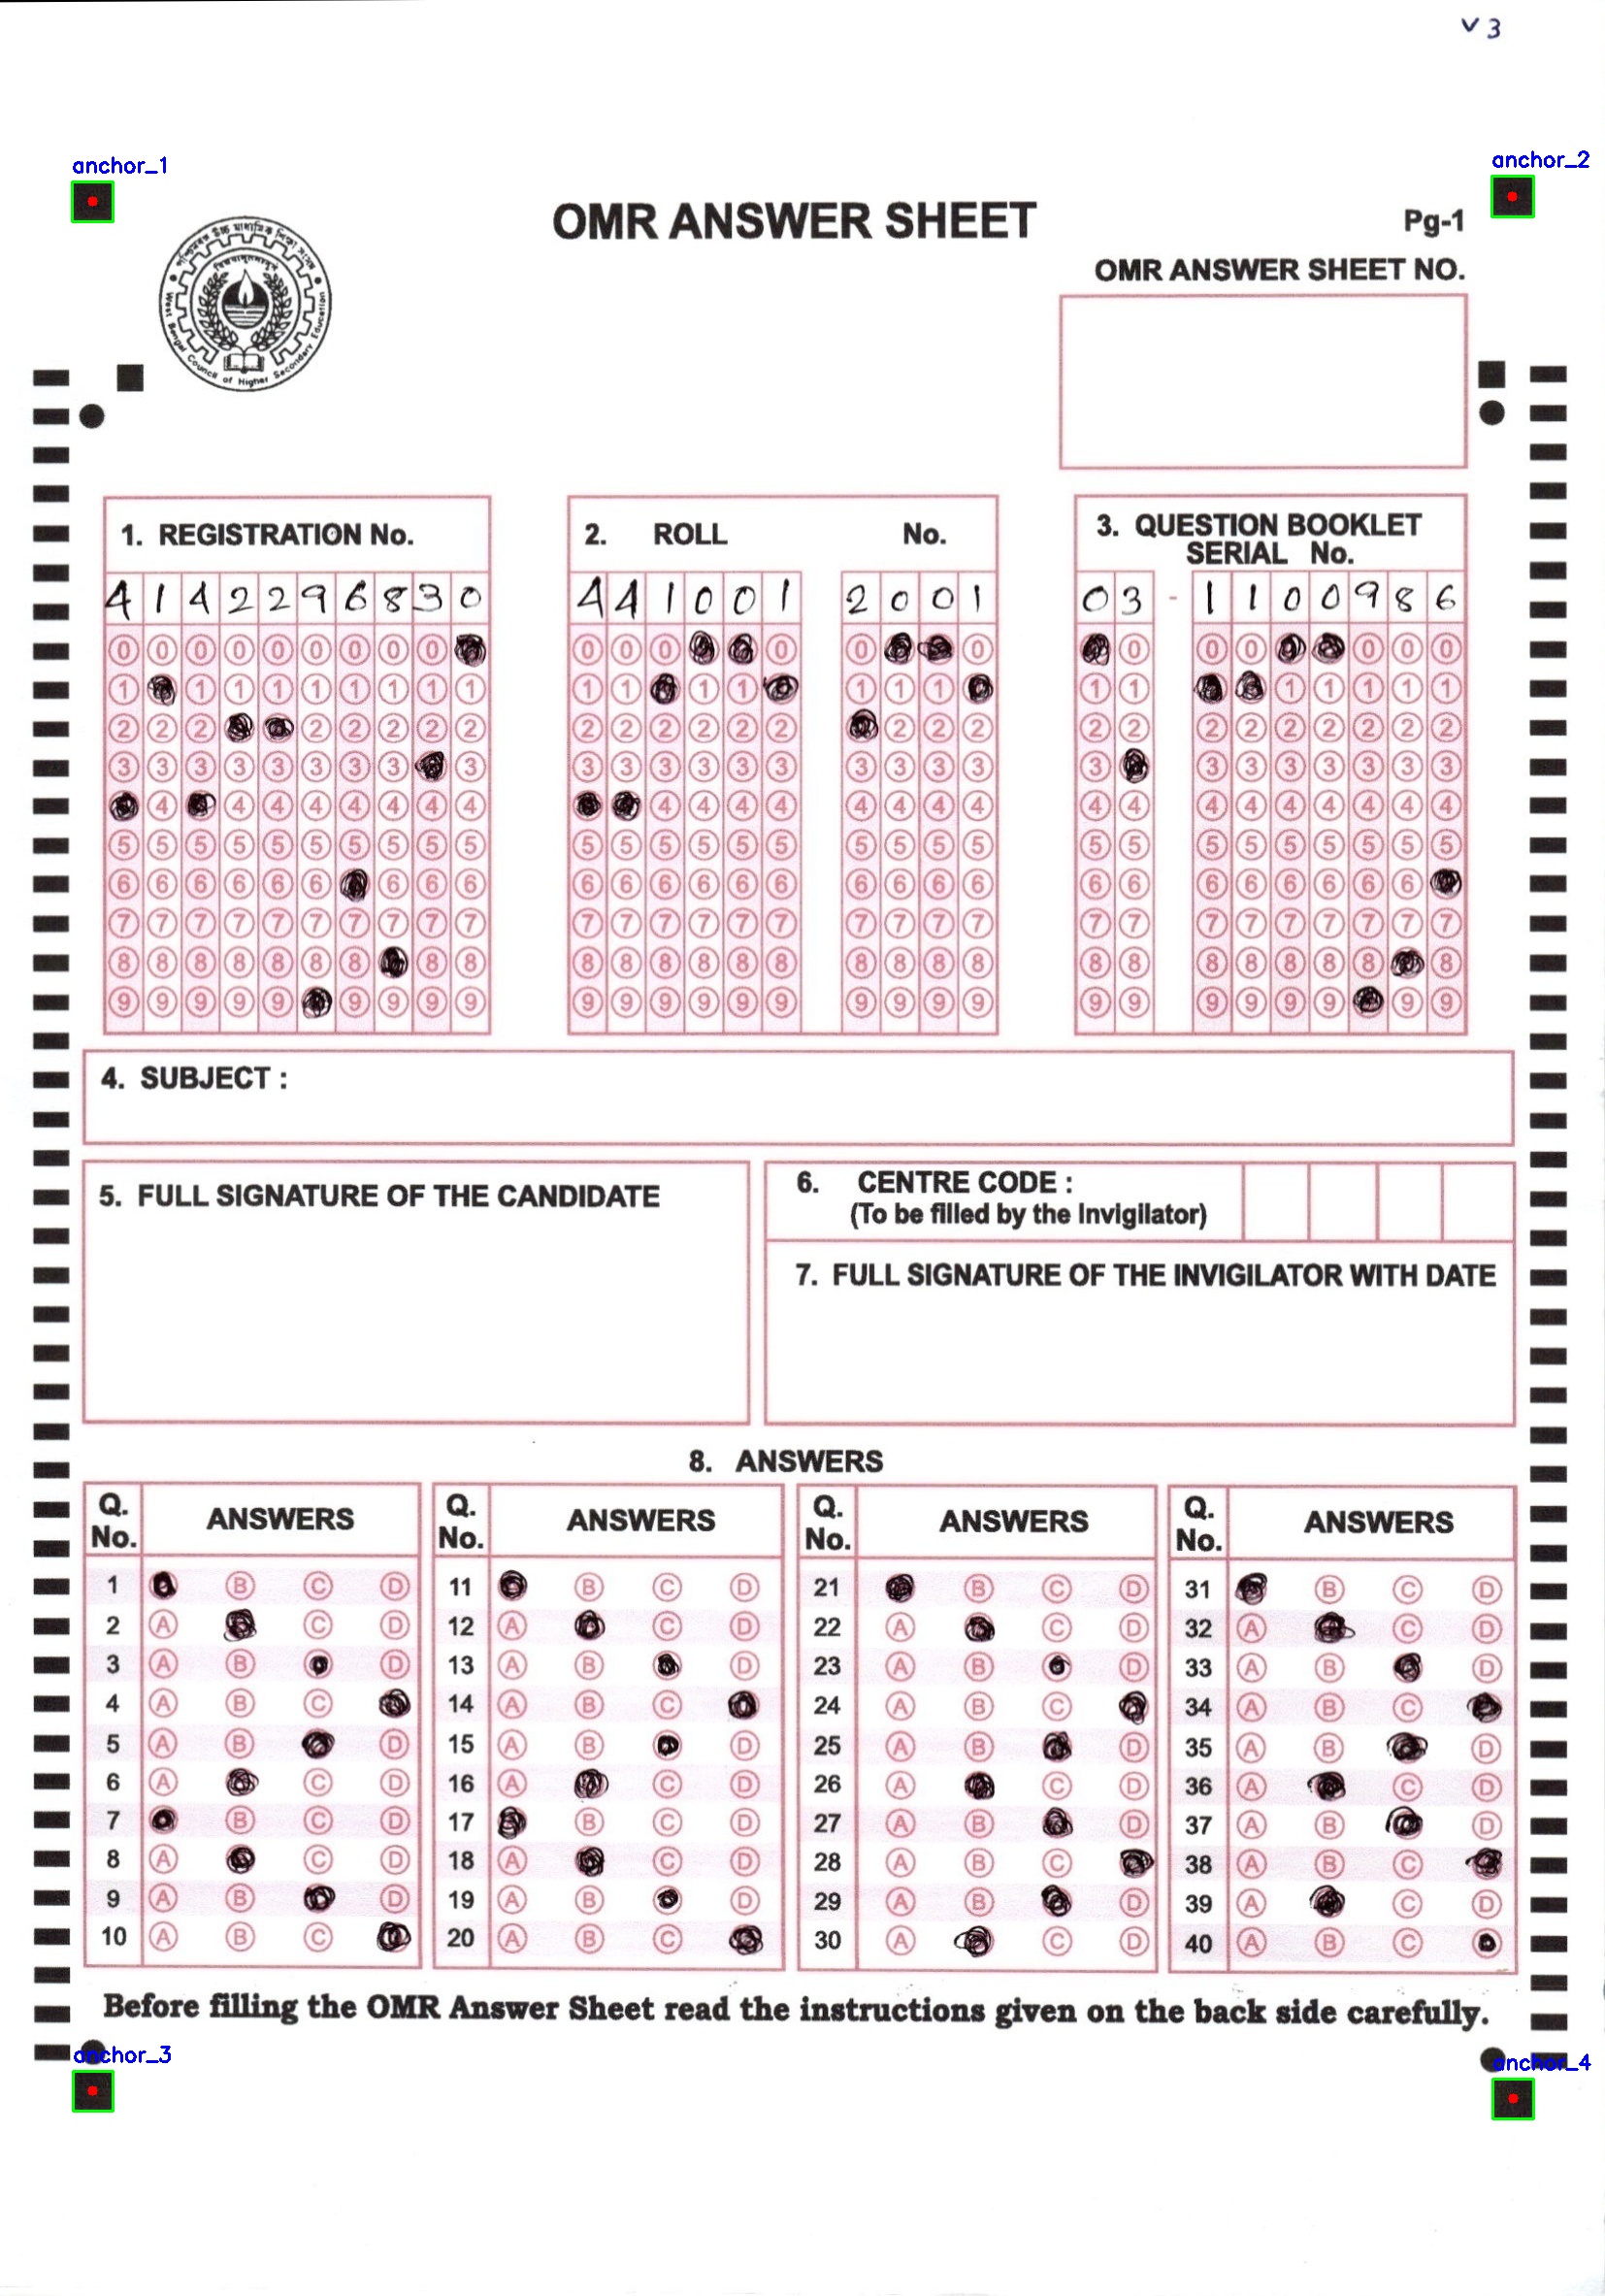 V 3
anchor_1
anchor_2
OMR ANSWER SHEET
Pg-1
OMR ANSWER SHEET NO.
West Bengal Council of Higher Secondary Education
1. REGISTRATION No.
2. ROLL No.
3. QUESTION BOOKLET
SERIAL No.
4 1 4 2 2 9 6 8 3 0
4 4 1 0 0 1 2 0 0 1
0 3 - 1 1 0 0 9 8 6
4. SUBJECT :
5. FULL SIGNATURE OF THE CANDIDATE
6. CENTRE CODE :
(To be filled by the Invigilator)
7. FULL SIGNATURE OF THE INVIGILATOR WITH DATE
8. ANSWERS
Q. No. ANSWERS Q. No. ANSWERS Q. No. ANSWERS Q. No. ANSWERS
1 B C D 11 B C D 21 B C D 31 B C D
2 A C D 12 A C D 22 A C D 32 A C D
3 A B D 13 A B D 23 A B D 33 A B D
4 A B C 14 A B C 24 A B C 34 A B C
5 A B D 15 A B D 25 A B D 35 A B D
6 A C D 16 A C D 26 A C D 36 A C D
7 B C D 17 B C D 27 A B D 37 A B D
8 A C D 18 A C D 28 A B C 38 A B C
9 A B D 19 A B D 29 A B D 39 A C D
10 A B C 20 A B C 30 A C D 40 A B C
Before filling the OMR Answer Sheet read the instructions given on the back side carefully.
anchor_3
anchor_4